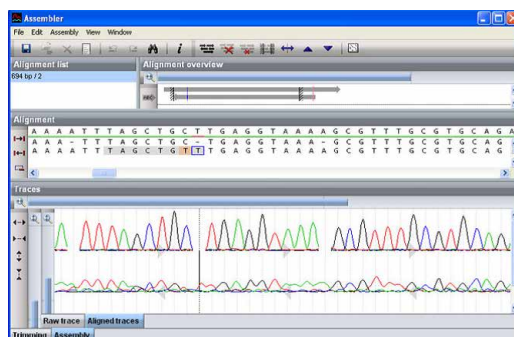 Assembler
File Edit Assembly View Window
Alignment list
Alignment overview
694 bp / 2
Alignment
A A A A T T T A G C T G C T T G A G G T A A A A G C G T T T G C G T G C A G A
A A A - T T T A G C T G C - T G A G G T A A A - G C G T T T G C G T G C A G
A A A A T T T A G C T G T T T G A G G T A A A A G C G T T T G C G T G C A G
Traces
Raw trace Aligned traces
Trimming Assembly